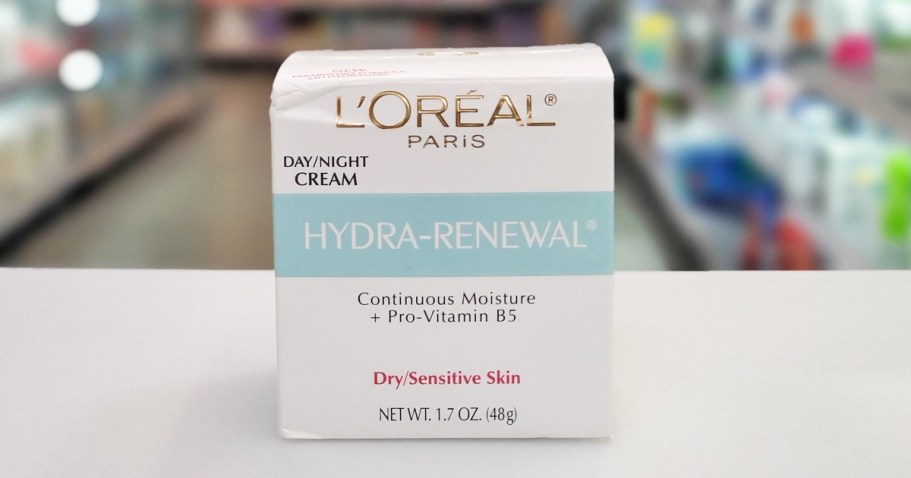 NEW
L'ORÉAL®
PARiS
DAY/NIGHT
CREAM
HYDRA-RENEWAL®
Continuous Moisture
+ Pro-Vitamin B5
Dry/Sensitive Skin
NET WT. 1.7 OZ. (48g)